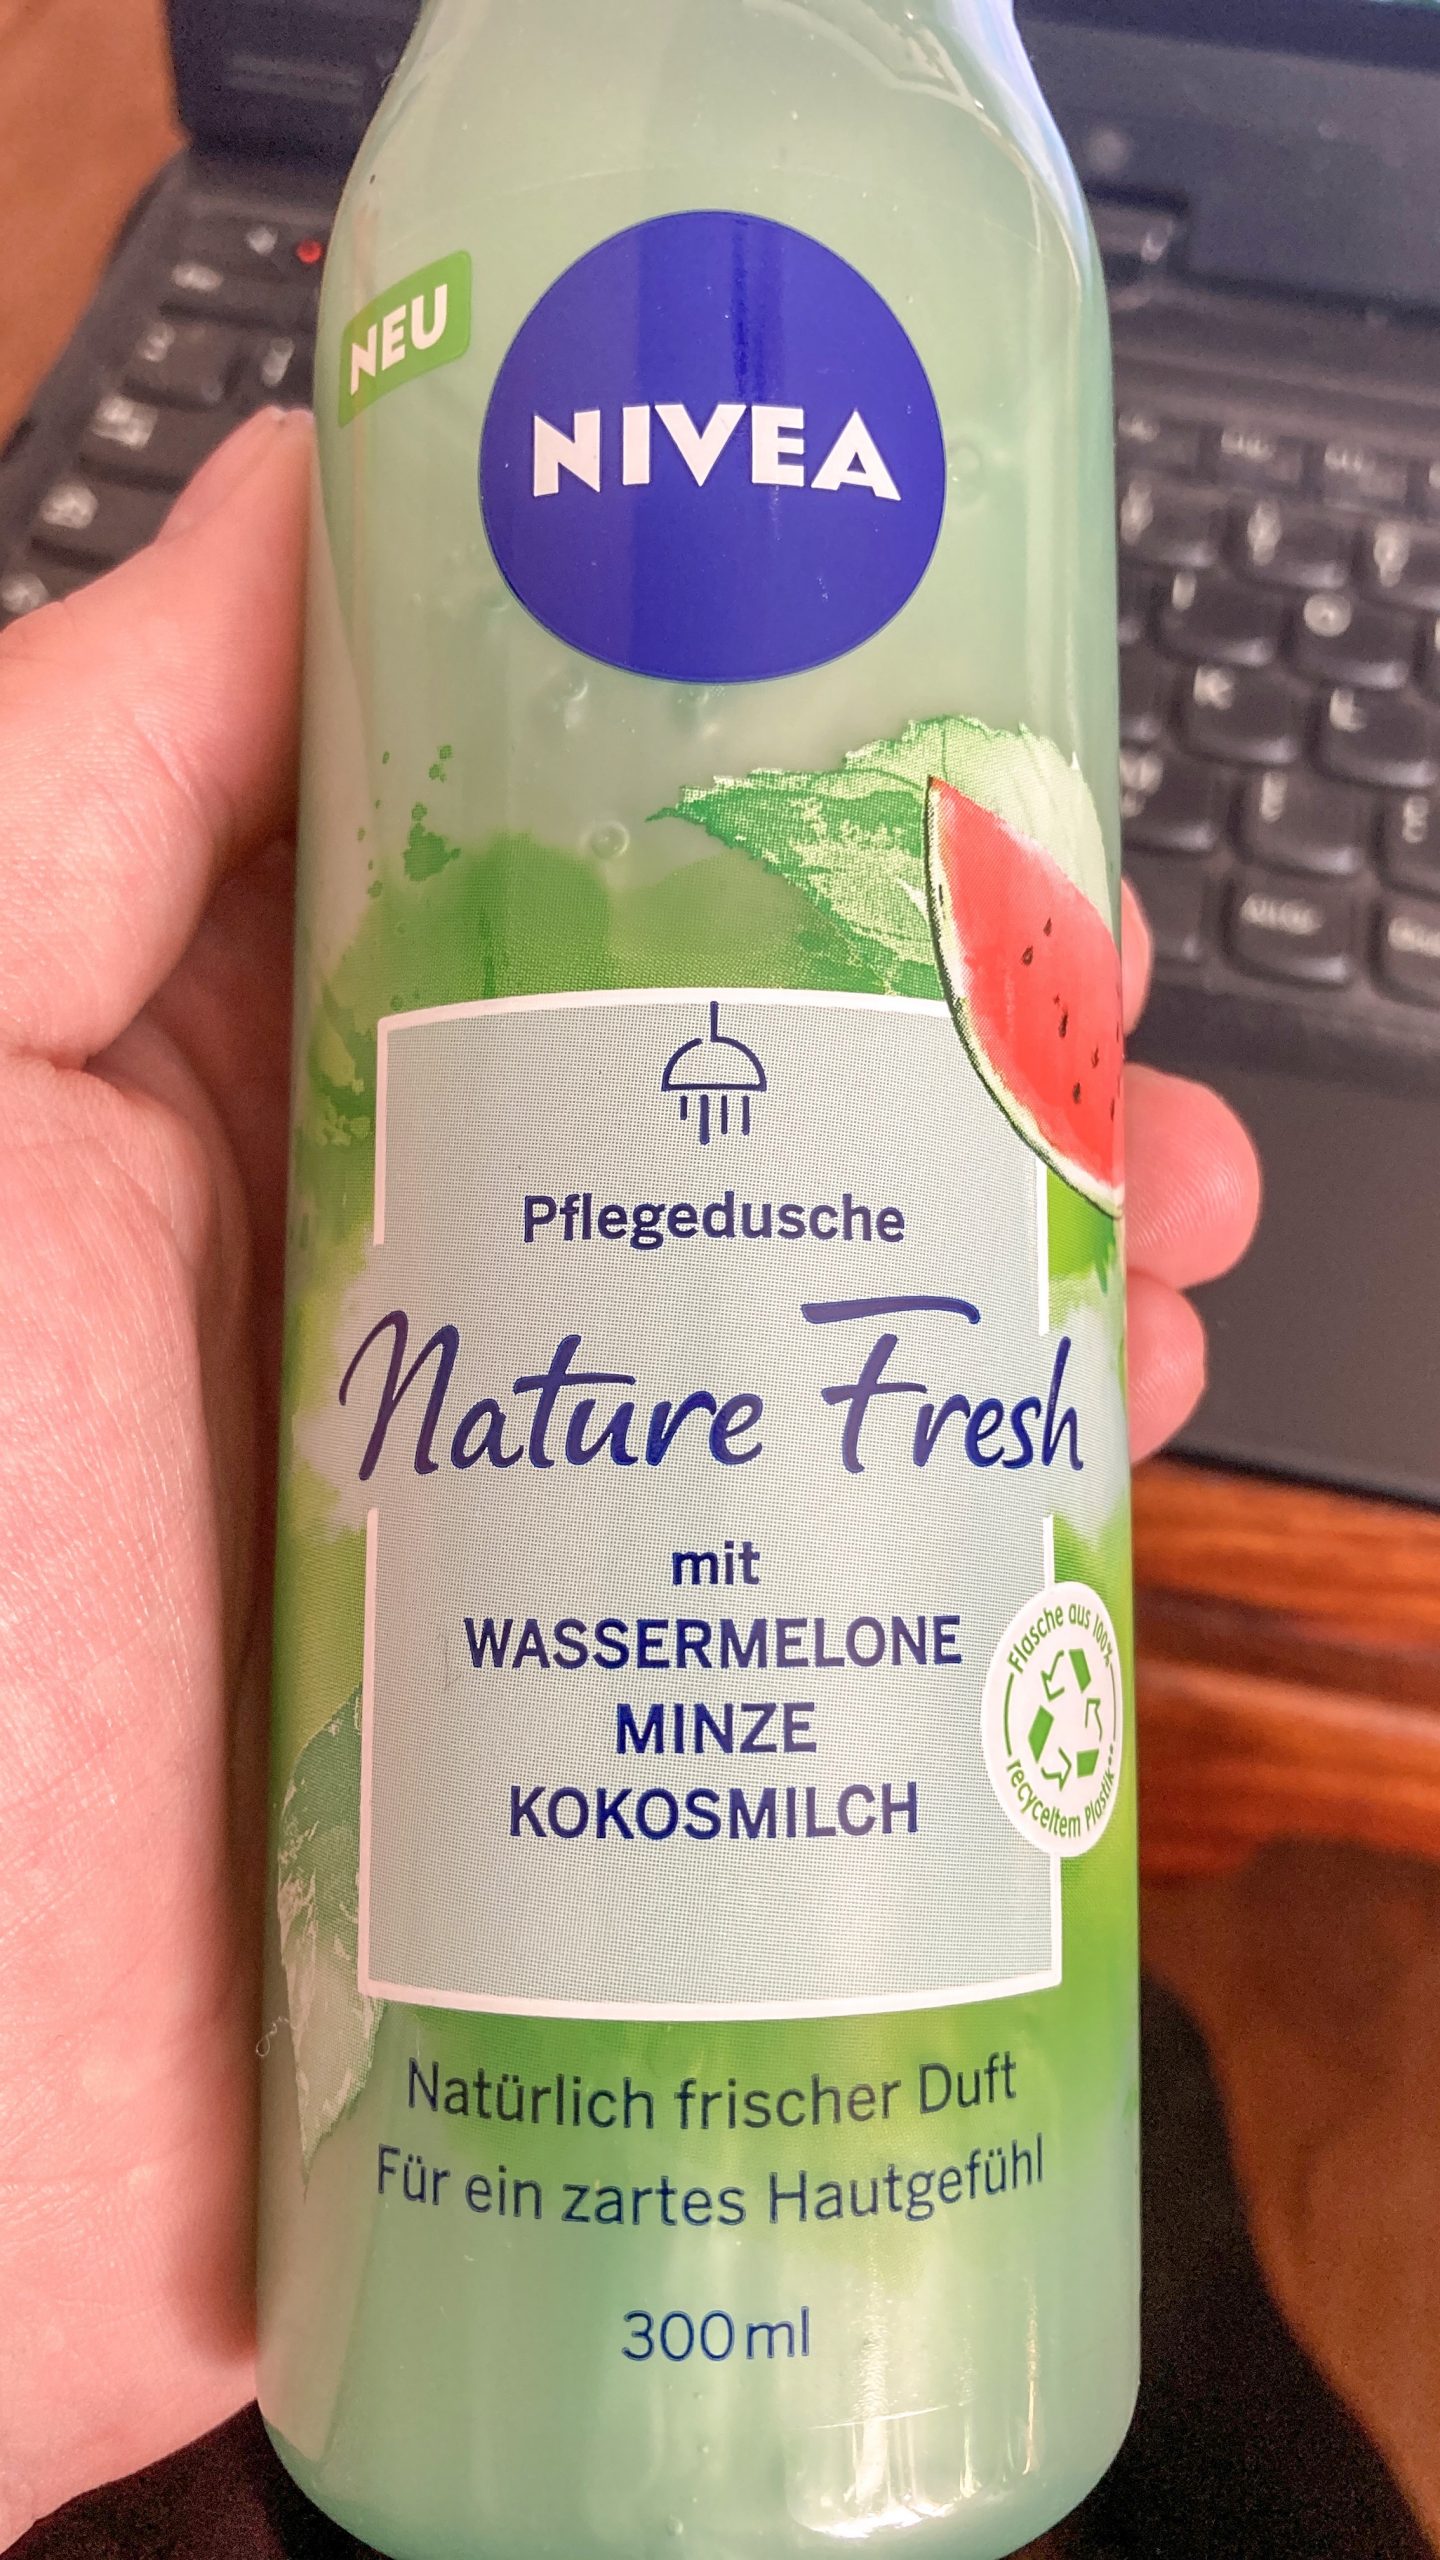 NEU
NIVEA
Pflegedusche
Nature Fresh
mit
WASSERMELONE
MINZE
KOKOSMILCH
Flasche aus 100%
recyceltem Plastik**
Natürlich frischer Duft
Für ein zartes Hautgefühl
300ml